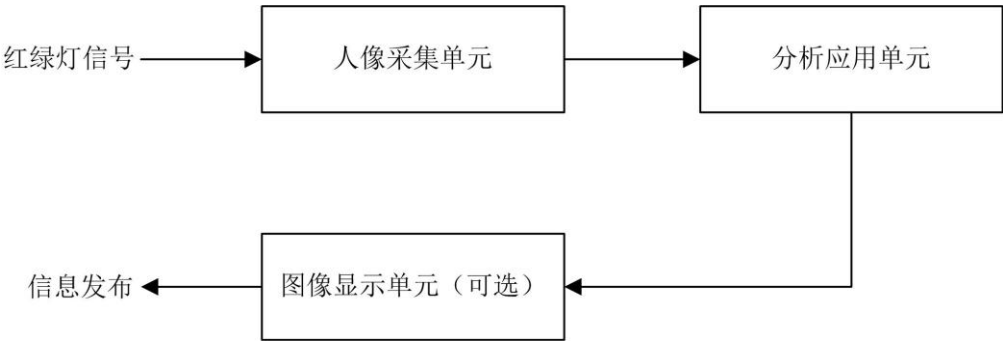 红绿灯信号
人像采集单元
分析应用单元
图像显示单元（可选）
信息发布